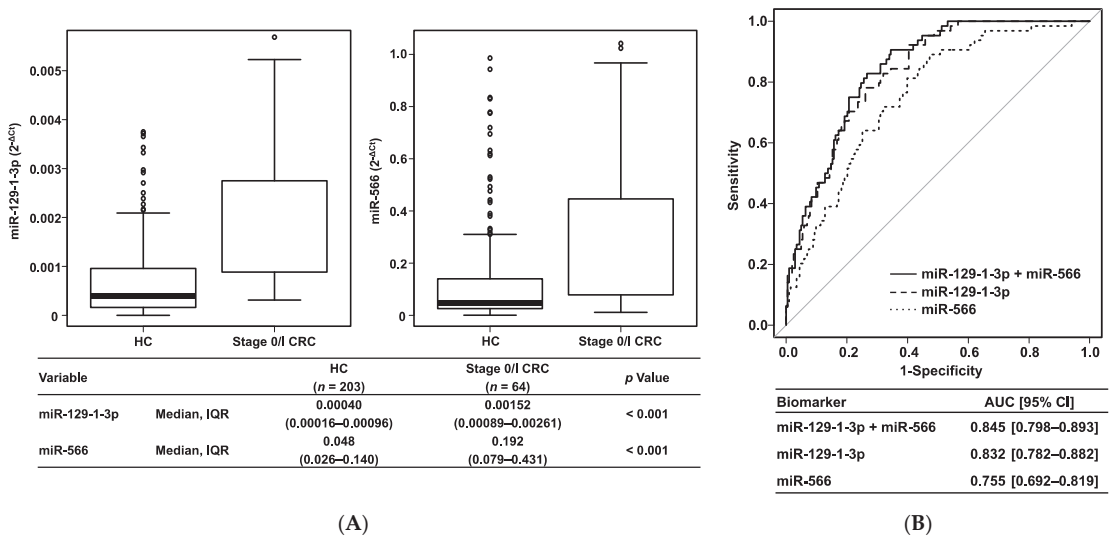 miR-129-1-3p (2-ΔCt)
0.005
0.004
0.003
0.002
0.001
0
HC
Stage 0/I CRC
miR-566 (2-ΔCt)
1.0
0.8
0.6
0.4
0.2
0
HC
Stage 0/I CRC
Variable HC (n = 203) Stage 0/I CRC (n = 64) p Value
miR-129-1-3p Median, IQR 0.00040 (0.00016–0.00096) 0.00152 (0.00089–0.00261) < 0.001
miR-566 Median, IQR 0.048 (0.026–0.140) 0.192 (0.079–0.431) < 0.001
(A)
Sensitivity
1.0
0.8
0.6
0.4
0.2
0.0
miR-129-1-3p + miR-566
miR-129-1-3p
miR-566
0.0 0.2 0.4 0.6 0.8 1.0
1-Specificity
Biomarker AUC [95% CI]
miR-129-1-3p + miR-566 0.845 [0.798–0.893]
miR-129-1-3p 0.832 [0.782–0.882]
miR-566 0.755 [0.692–0.819]
(B)